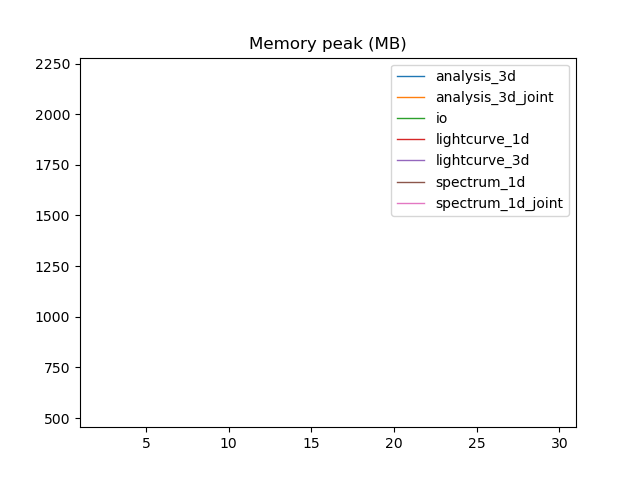 Memory peak (MB)
2250
2000
1750
1500
1250
1000
750
500
analysis_3d
analysis_3d_joint
io
lightcurve_1d
lightcurve_3d
spectrum_1d
spectrum_1d_joint
5 10 15 20 25 30